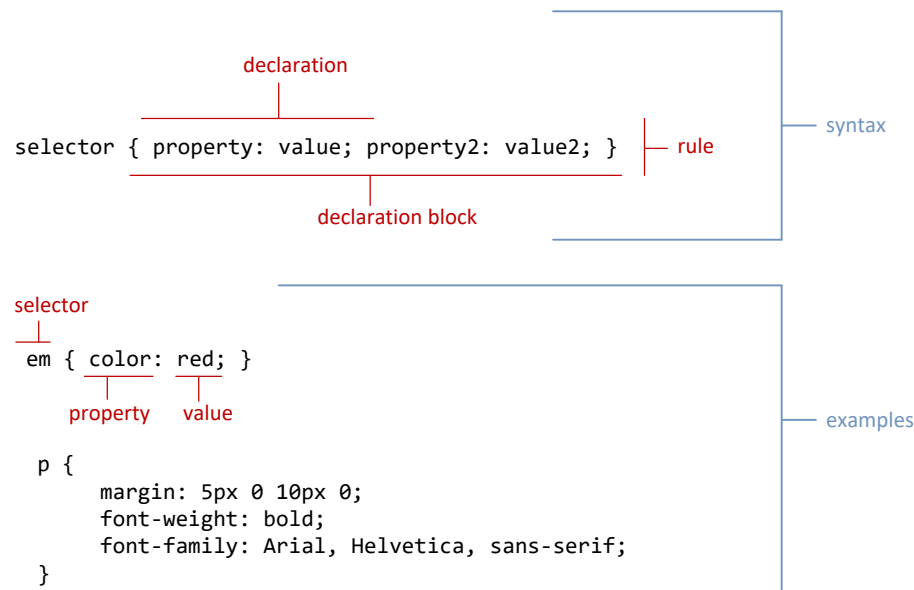 declaration
syntax
selector { property: value; property2: value2; }
rule
declaration block
selector
em { color: red; }
property value
examples
p {
margin: 5px 0 10px 0;
font-weight: bold;
font-family: Arial, Helvetica, sans-serif;
}